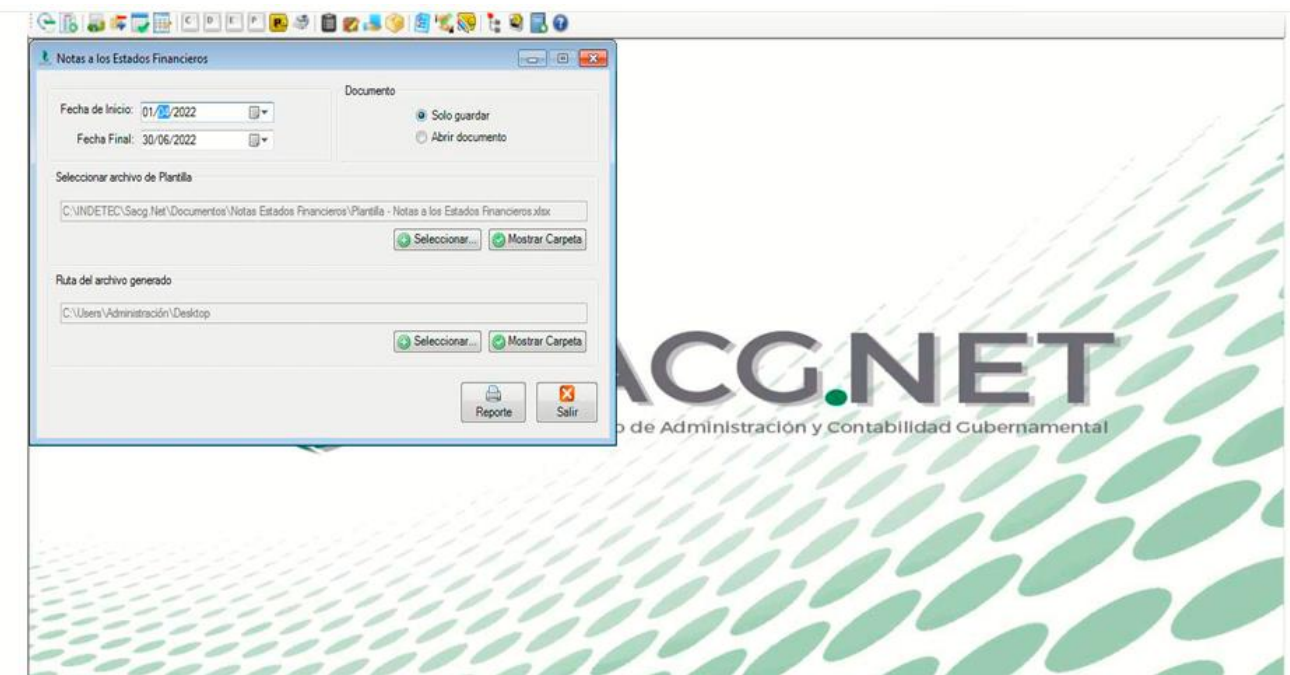 C D E P P
Notas a los Estados Financieros
Documento
Fecha de Inicio: 01/04/2022
Solo guardar
Fecha Final: 30/06/2022
Abrir documento
Seleccionar archivo de Plantilla
C:\INDETEC\Sacg.Net\Documentos\Notas Estados Financieros\Plantilla - Notas a los Estados Financieros.xlsx
Seleccionar... Mostrar Carpeta
Ruta del archivo generado
C:\Users\Administración\Desktop
Seleccionar... Mostrar Carpeta
Reporte Salir
ACG.NET
o de Administración y Contabilidad Gubernamental